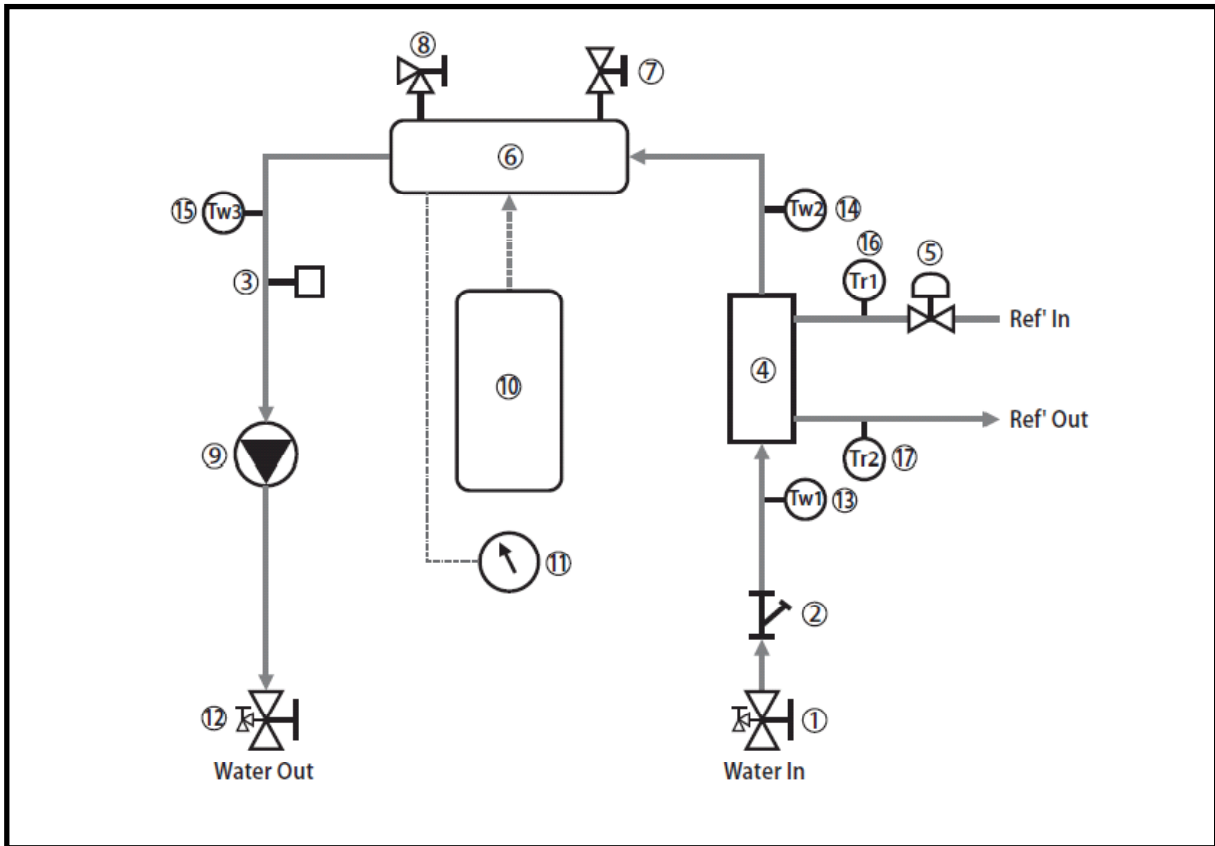 ⑧
⑦
⑥
⑮ Tw3
Tw2 ⑭
⑯
⑤
③
Tr1
Ref' In
④
⑩
Ref' Out
⑨
Tr2 ⑰
Tw1 ⑬
⑪
②
⑫
①
Water Out
Water In